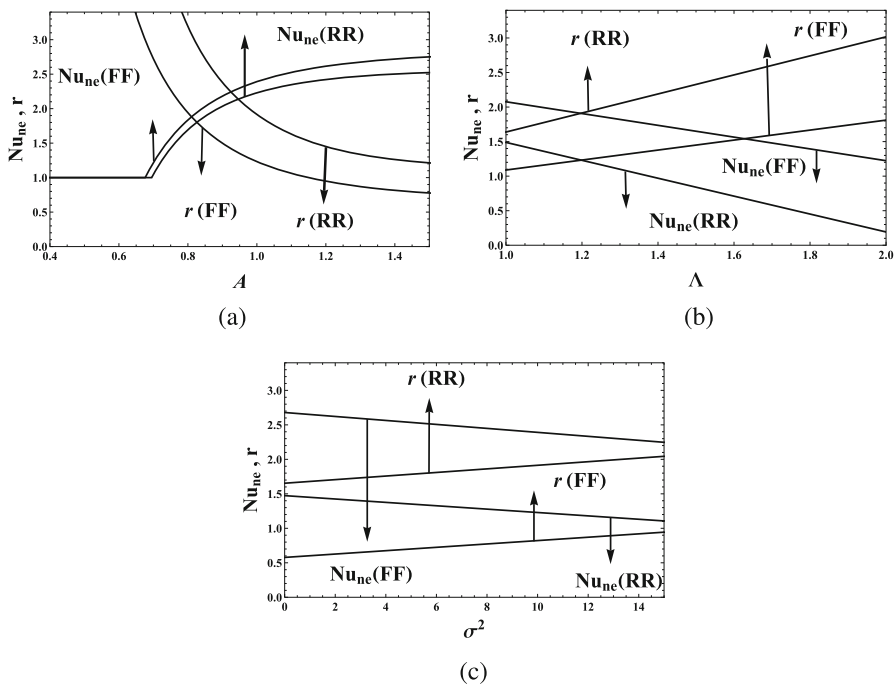 3.0
2.5
2.0
1.5
1.0
0.5
0.0
Nu_ne , r
Nu_ne(FF)
Nu_ne(RR)
r (FF)
r (RR)
0.4 0.6 0.8 1.0 1.2 1.4
A
(a)
3.0
2.5
2.0
1.5
1.0
0.5
0.0
Nu_ne , r
r (RR)
r (FF)
Nu_ne(FF)
Nu_ne(RR)
1.0 1.2 1.4 1.6 1.8 2.0
Λ
(b)
3.0
2.5
2.0
1.5
1.0
0.5
0.0
Nu_ne , r
r (RR)
r (FF)
Nu_ne(FF)
Nu_ne(RR)
0 2 4 6 8 10 12 14
σ²
(c)